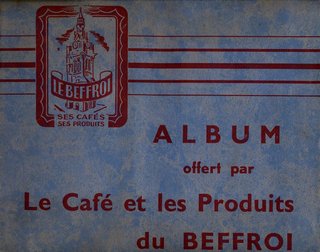 LE BEFFROI
SES CAFÉS
SES PRODUITS
ALBUM
offert par
Le Café et les Produits
du BEFFROI